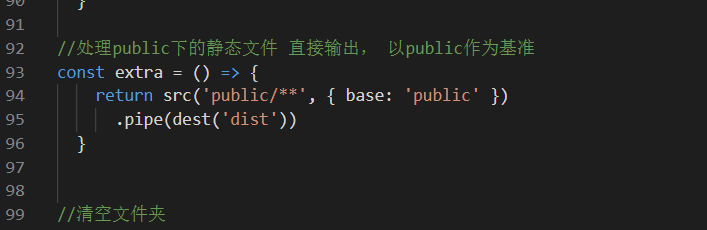 90 }
91
92 //处理public下的静态文件 直接输出， 以public作为基准
93 const extra = () => {
94 return src('public/**', { base: 'public' })
95 .pipe(dest('dist'))
96 }
97
98
99 //清空文件夹